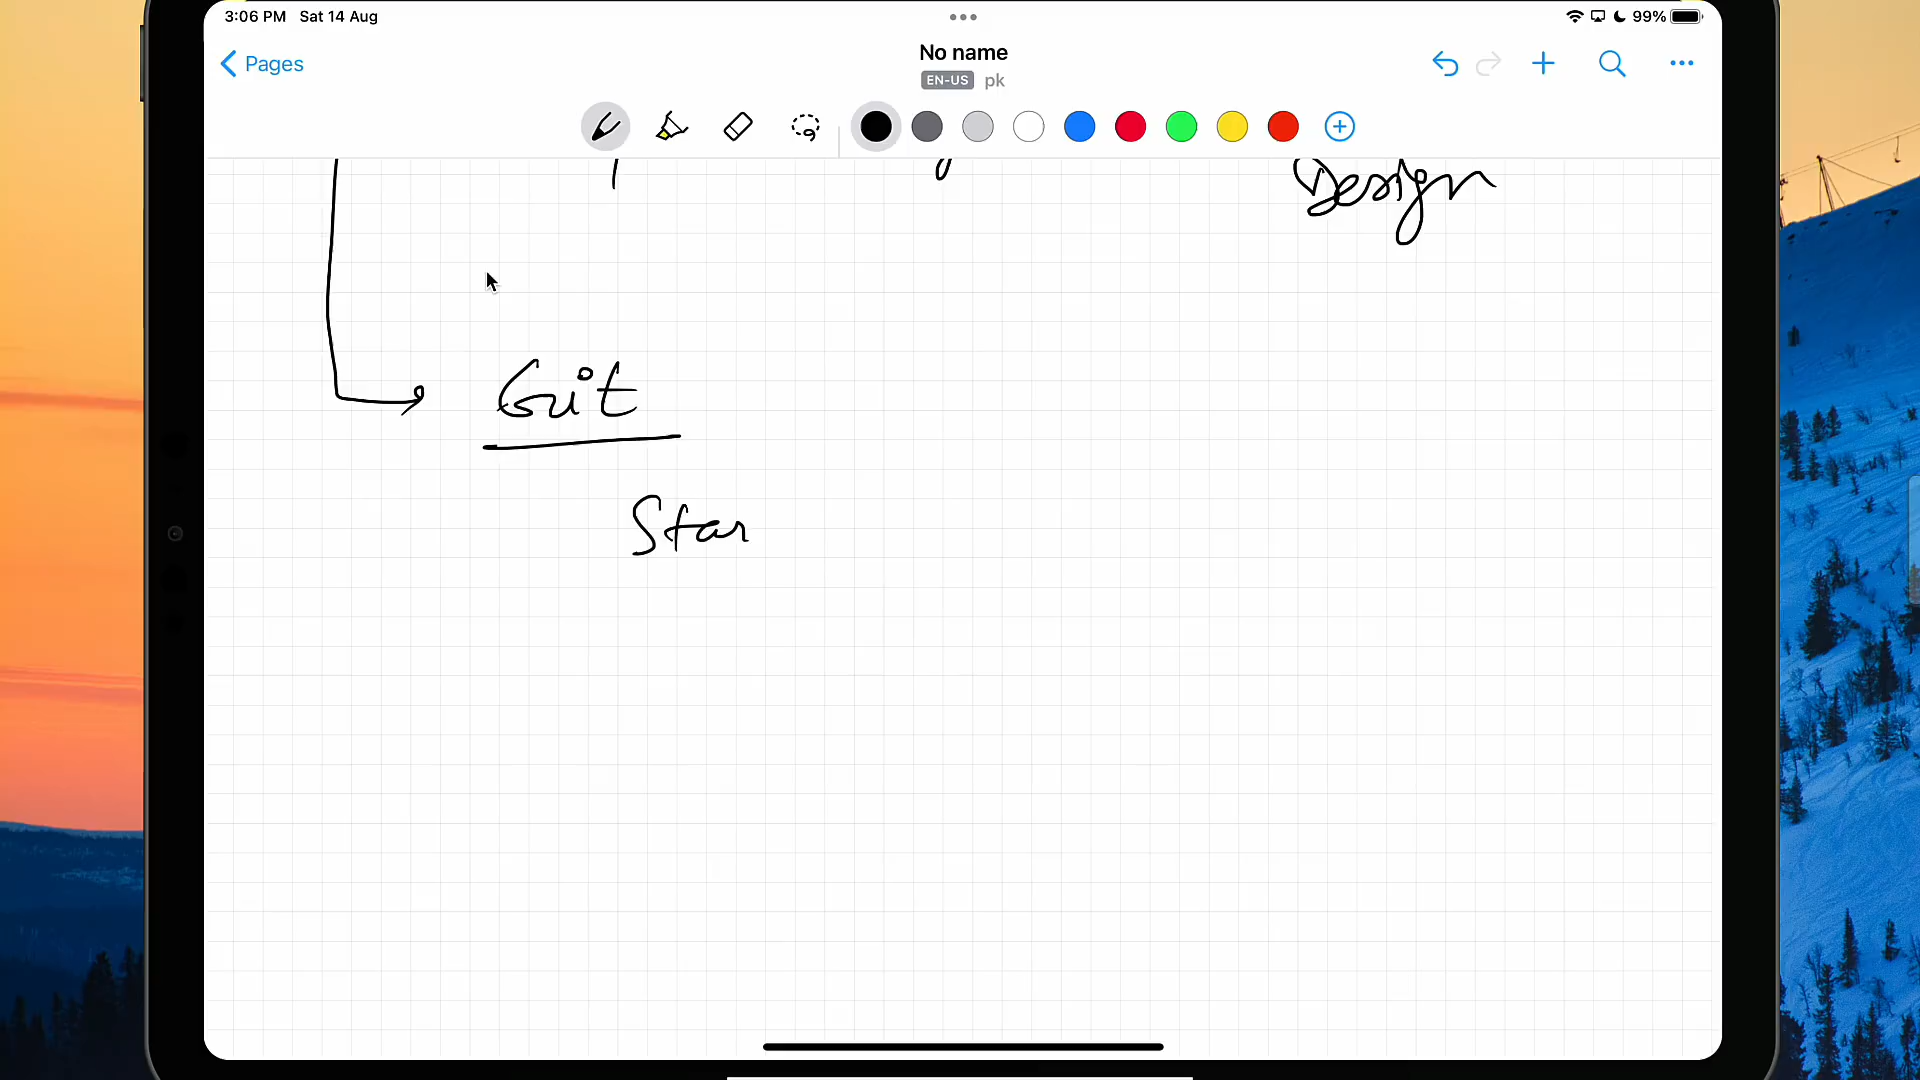 3:06 PM Sat 14 Aug
99%
Pages
No name
EN-US pk
Design
Git
Star